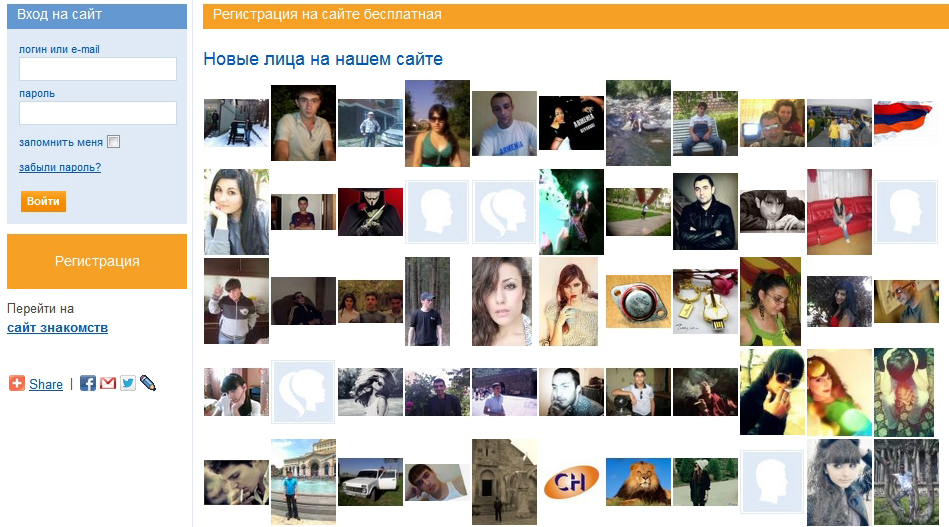 Вход на сайт
логин или e-mail
пароль
запомнить меня
забыли пароль?
Войти
Регистрация
Перейти на
сайт знакомств
Share |
Регистрация на сайте бесплатная
Новые лица на нашем сайте
ARMENIA
ARMENIA
CH